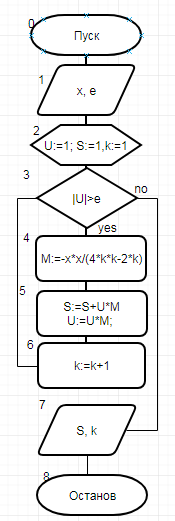 0
Пуск
1
x, e
2
U:=1; S:=1,k:=1
3
|U|>e
no
yes
4
M:=-x*x/(4*k*k-2*k)
5
S:=S+U*M
U:=U*M;
6
k:=k+1
7
S, k
8
Останов